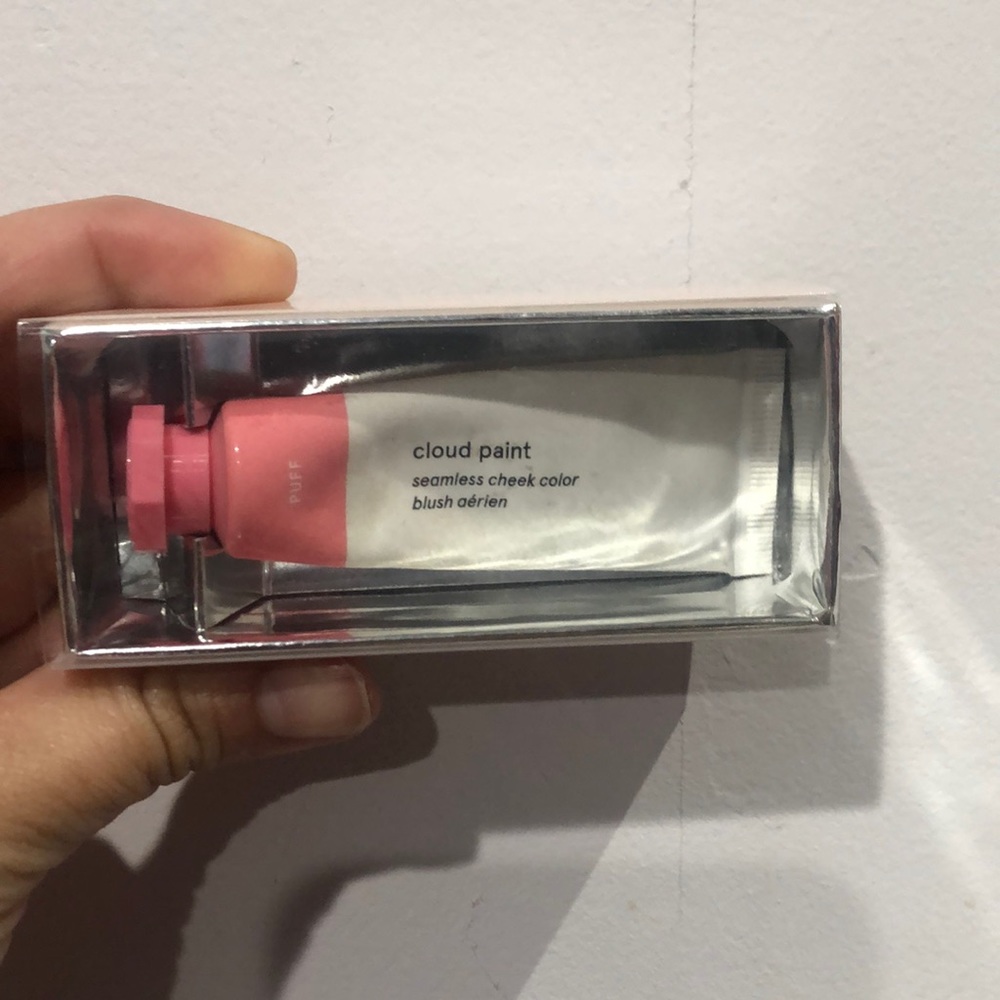 PUFF
cloud paint
seamless cheek color
blush aérien